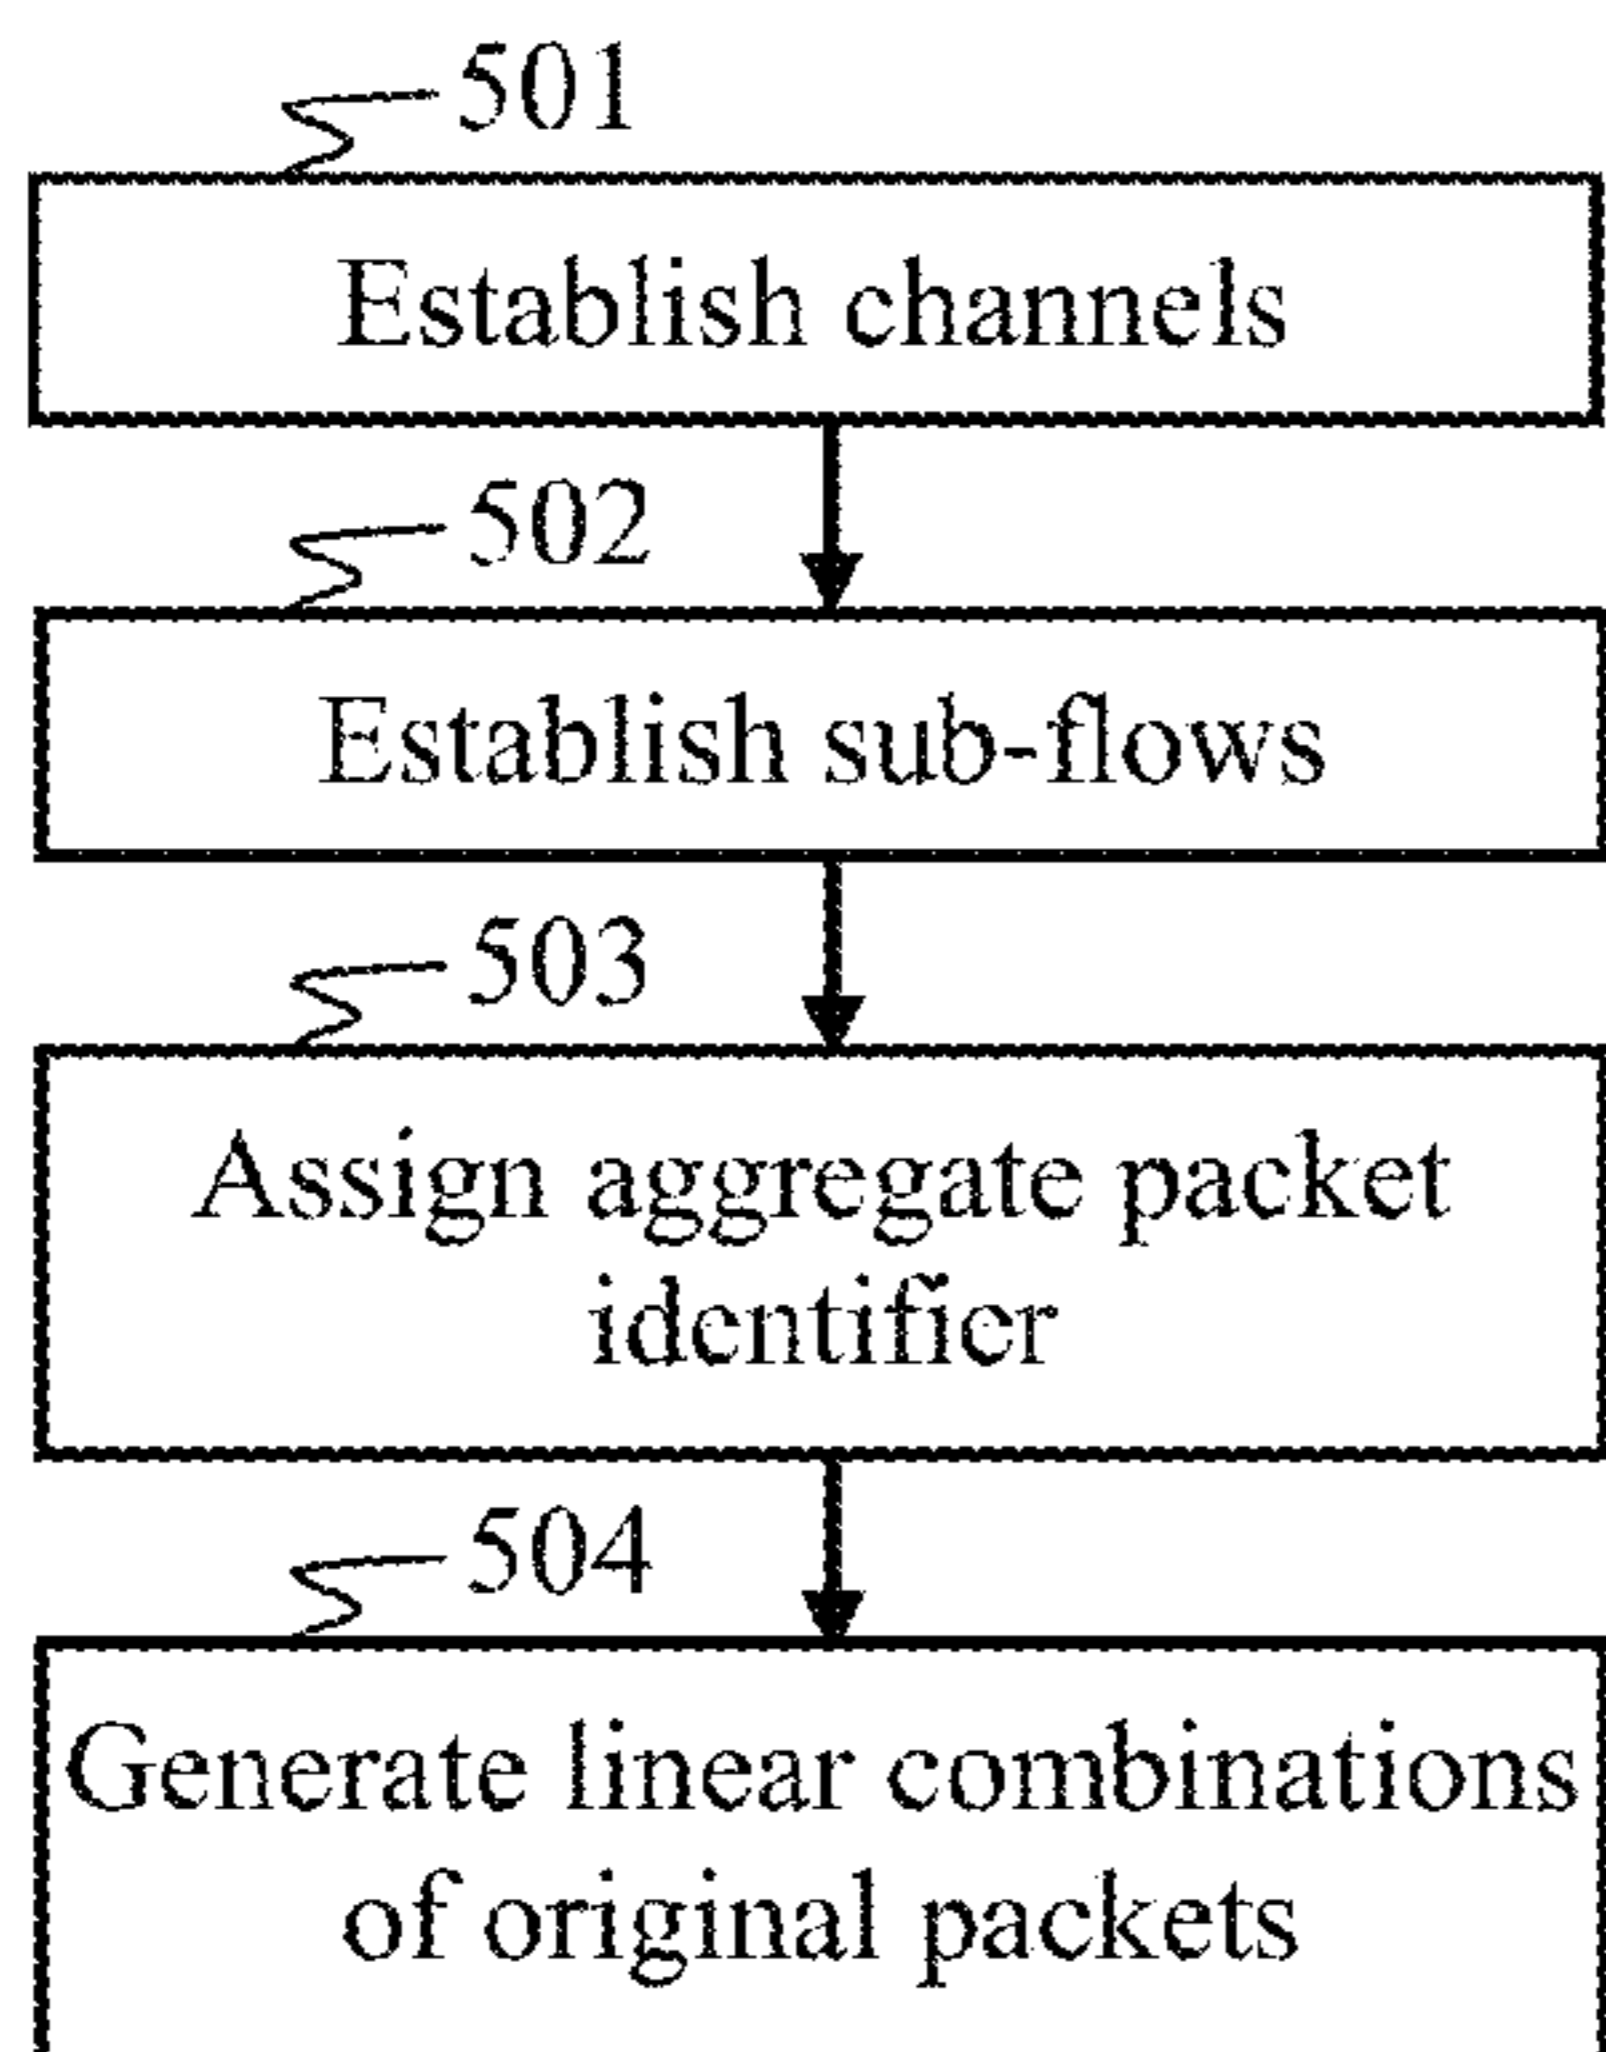 501
Establish channels
502
Establish sub-flows
503
Assign aggregate packet
identifier
504
Generate linear combinations
of original packets